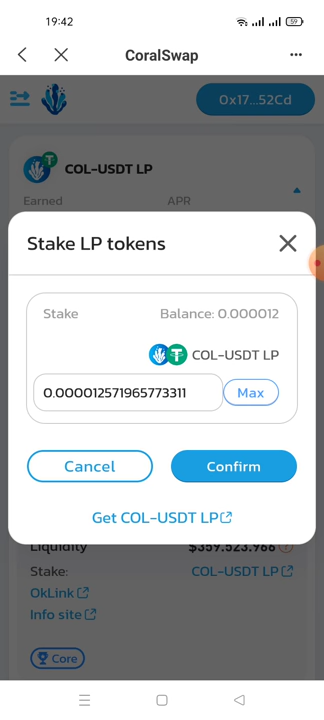 19:42
59
CoralSwap
0x17...52Cd
COL-USDT LP
Earned APR
Stake LP tokens
Stake Balance: 0.000012
COL-USDT LP
0.000012571965773311 Max
Cancel Confirm
Get COL-USDT LP
Liquidity $359.523.966
Stake: COL-USDT LP
OkLink
Info site
Core